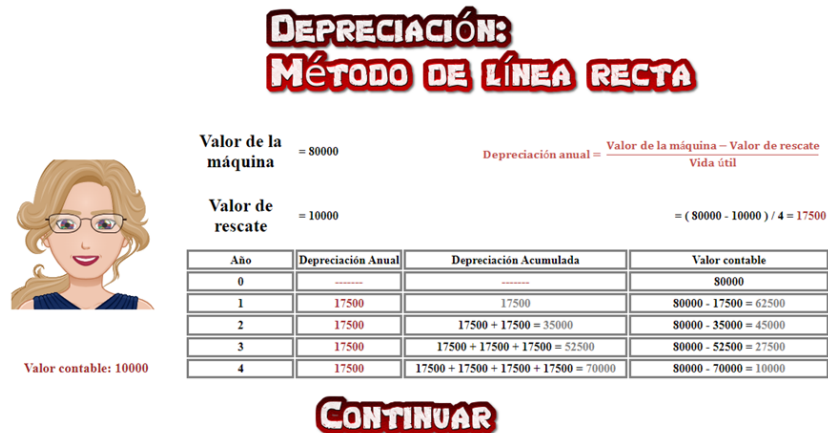 DEPRECIACIÓN:
MÉTODO DE LÍNEA RECTA
Valor de la
máquina
= 80000
Depreciación anual = Valor de la máquina – Valor de rescate
Vida útil
Valor de
rescate
= 10000
= ( 80000 - 10000 ) / 4 = 17500
Año Depreciación Anual Depreciación Acumulada Valor contable
0 ------- ------- 80000
1 17500 17500 80000 - 17500 = 62500
2 17500 17500 + 17500 = 35000 80000 - 35000 = 45000
3 17500 17500 + 17500 + 17500 = 52500 80000 - 52500 = 27500
4 17500 17500 + 17500 + 17500 + 17500 = 70000 80000 - 70000 = 10000
Valor contable: 10000
CONTINUAR